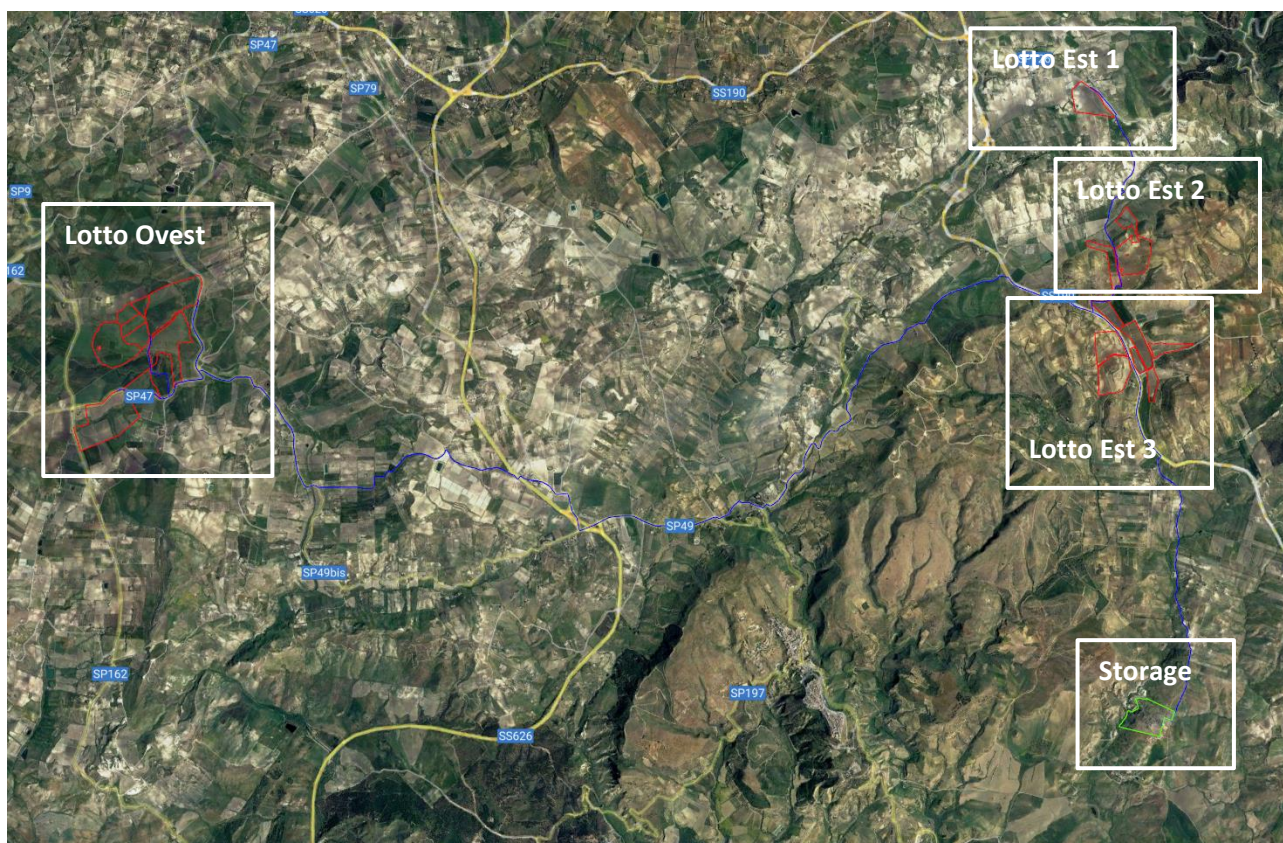 SP47
SP79
SS190
Lotto Est 1
SP9
Lotto Est 2
Lotto Ovest
162
SP47
Lotto Est 3
SP49
SP49bis
SP162
SP197
Storage
SS626